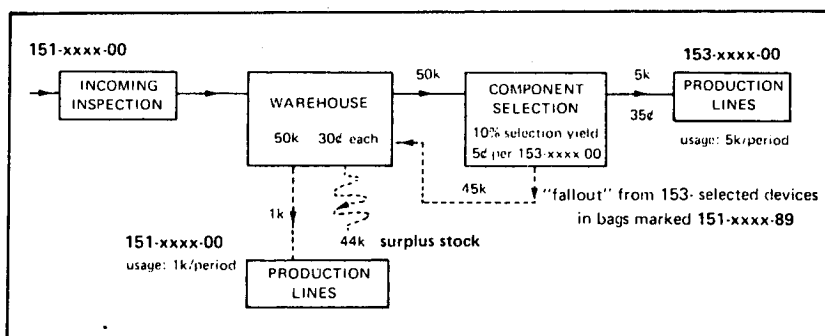 151-xxxx-00
INCOMING
INSPECTION
WAREHOUSE
50k 30¢ each
50k
COMPONENT
SELECTION
10% selection yield
5¢ per 153-xxxx-00
5k
35¢
153-xxxx-00
PRODUCTION
LINES
usage: 5k/period
45k
"fallout" from 153- selected devices
in bags marked 151-xxxx-89
1k
44k surplus stock
151-xxxx-00
usage: 1k/period
PRODUCTION
LINES